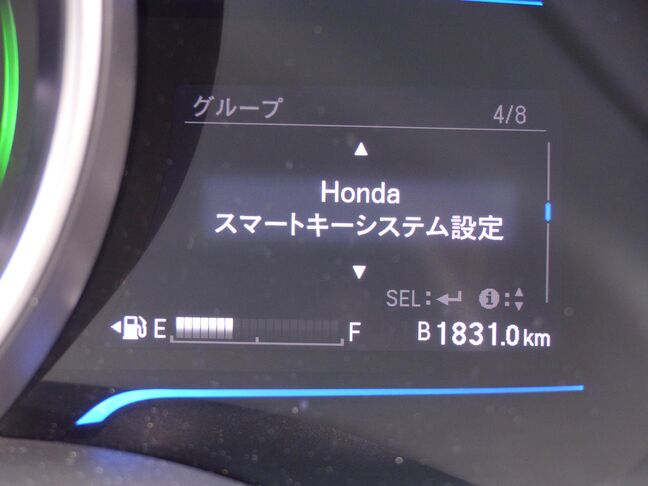 グループ 4/8
▲
Honda
スマートキーシステム設定
▼
SEL:↵ i:▲▼
◀ E F B 1831.0 km